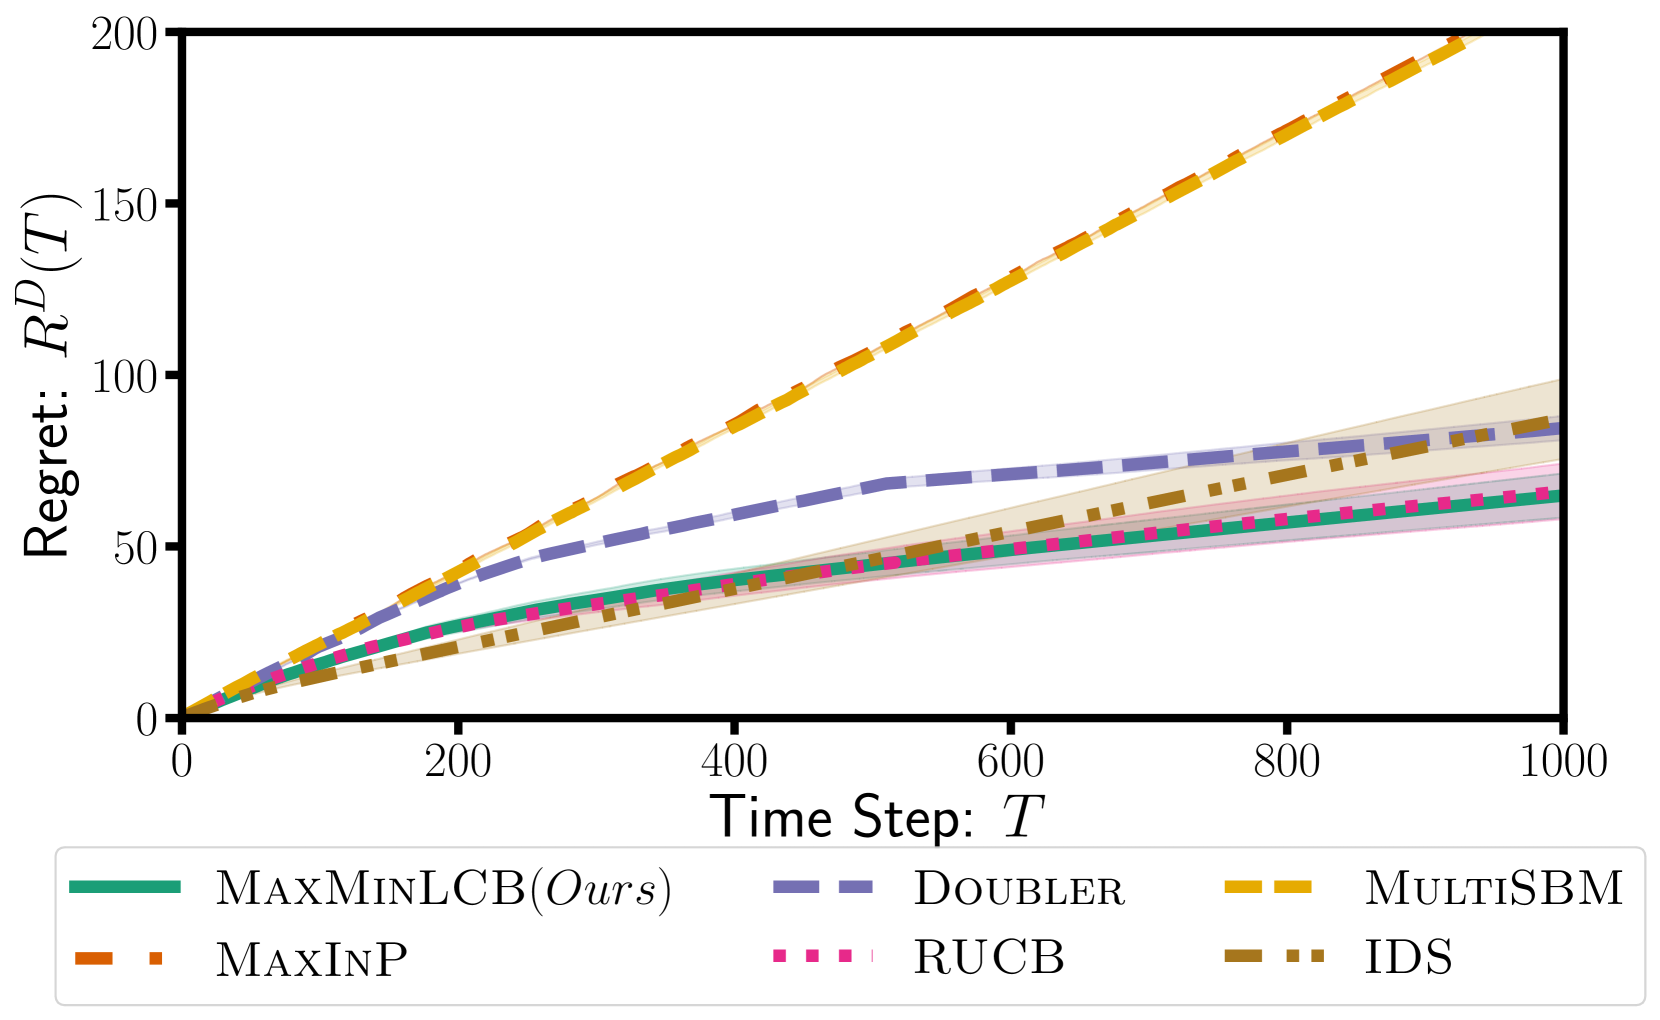 200
150
100
50
0
Regret: R^D(T)
0 200 400 600 800 1000
Time Step: T
MAXMINLCB(Ours) DOUBLER MULTISBM
MAXINP RUCB IDS